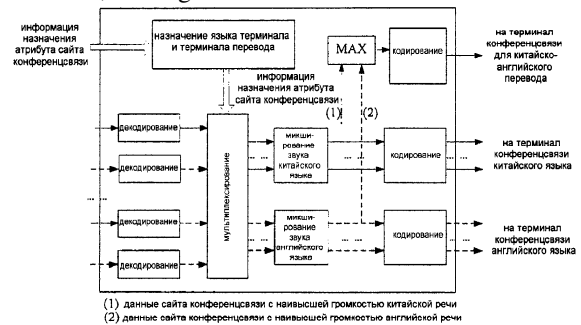 информация
назначения
атрибута сайта
конференцсвязи
назначение языка терминала
и терминала перевода
MAX
кодирование
на терминал
конференцсвязи
для китайско-
английского
перевода
информация
назначения атрибута
сайта конференцсвязи
(1)
(2)
декодирование
декодирование
декодирование
декодирование
мультиплексирование
микши-
рование
звука
китайского
языка
кодирование
на терминал
конференцсвязи
китайского языка
микши-
рование
звука
английского
языка
кодирование
на терминал
конференцсвязи
английского языка
(1) данные сайта конференцсвязи с наивысшей громкостью китайской речи
(2) данные сайта конференцсвязи с наивысшей громкостью английской речи